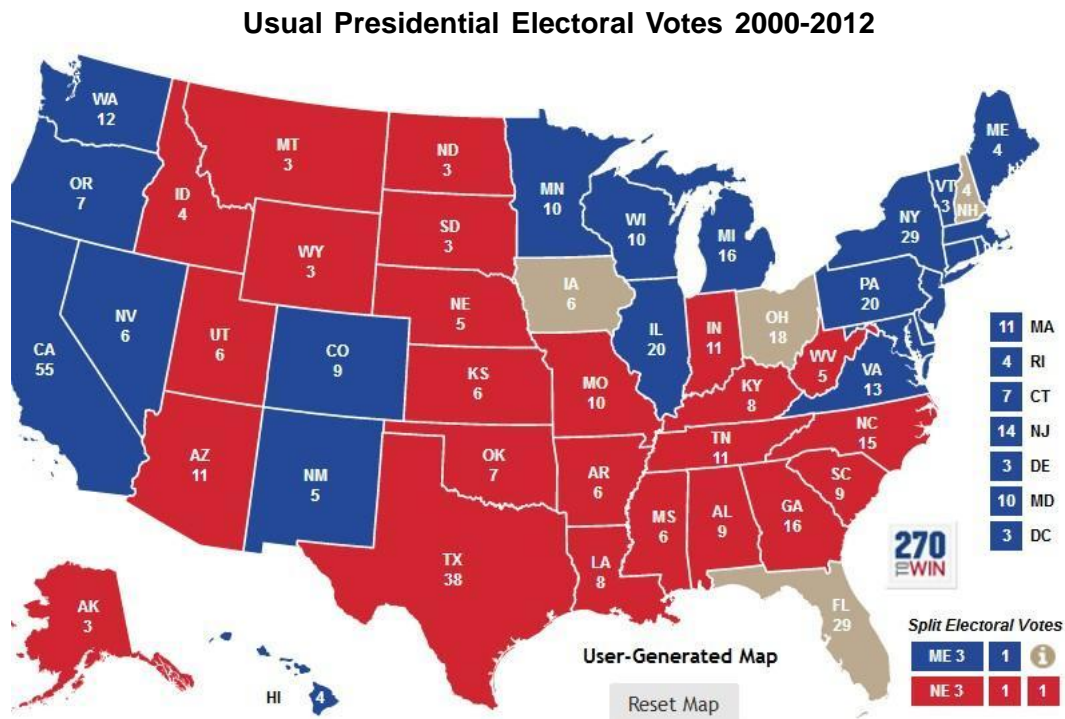 Usual Presidential Electoral Votes 2000-2012
WA
12
OR
7
CA
55
NV
6
ID
4
MT
3
WY
3
UT
6
AZ
11
CO
9
NM
5
ND
3
SD
3
NE
5
KS
6
OK
7
TX
38
MN
10
IA
6
MO
10
AR
6
LA
8
WI
10
IL
20
MI
16
IN
11
OH
18
KY
8
TN
11
MS
6
AL
9
GA
16
FL
29
SC
9
NC
15
VA
13
WV
5
PA
20
NY
29
VT
3
4
NH
ME
4
AK
3
HI
4
11 MA
4 RI
7 CT
14 NJ
3 DE
10 MD
3 DC
270
TO WIN
Split Electoral Votes
ME 3 1 i
NE 3 1 1
User-Generated Map
Reset Map